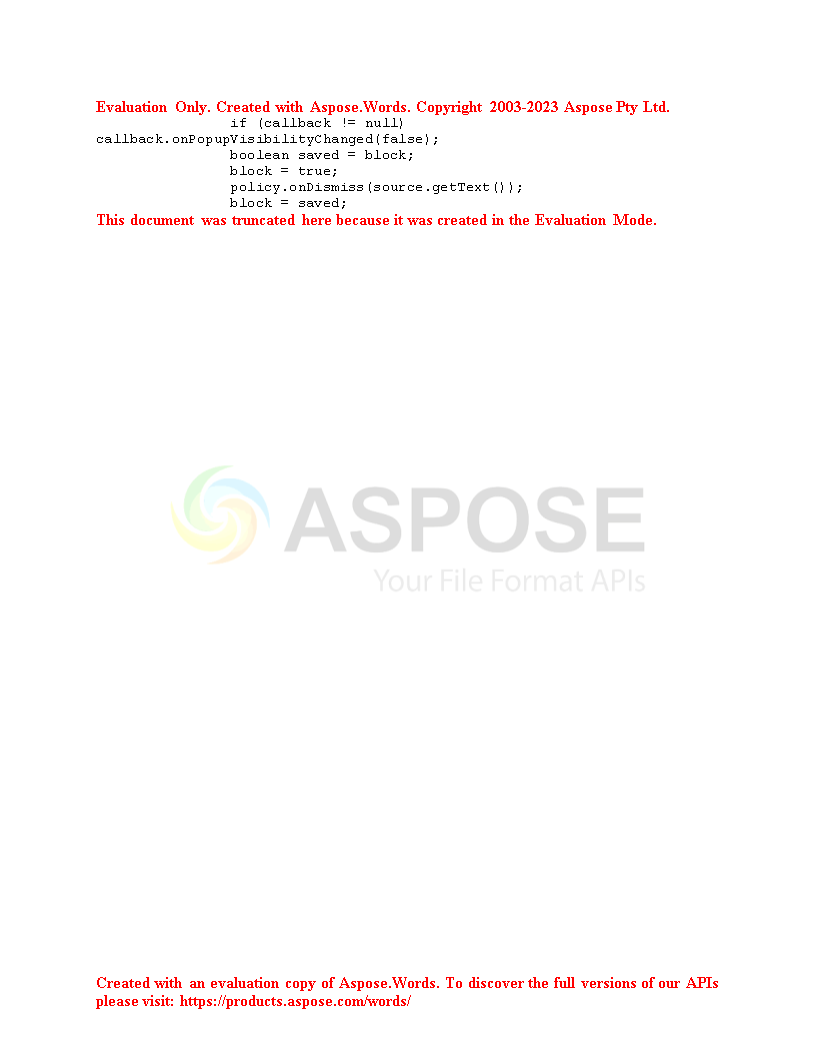 Evaluation Only. Created with Aspose.Words. Copyright 2003-2023 Aspose Pty Ltd.
if (callback != null)
callback.onPopupVisibilityChanged(false);
boolean saved = block;
block = true;
policy.onDismiss(source.getText());
block = saved;
This document was truncated here because it was created in the Evaluation Mode.
ASPOSE
Your File Format APIs
Created with an evaluation copy of Aspose.Words. To discover the full versions of our APIs
please visit: https://products.aspose.com/words/